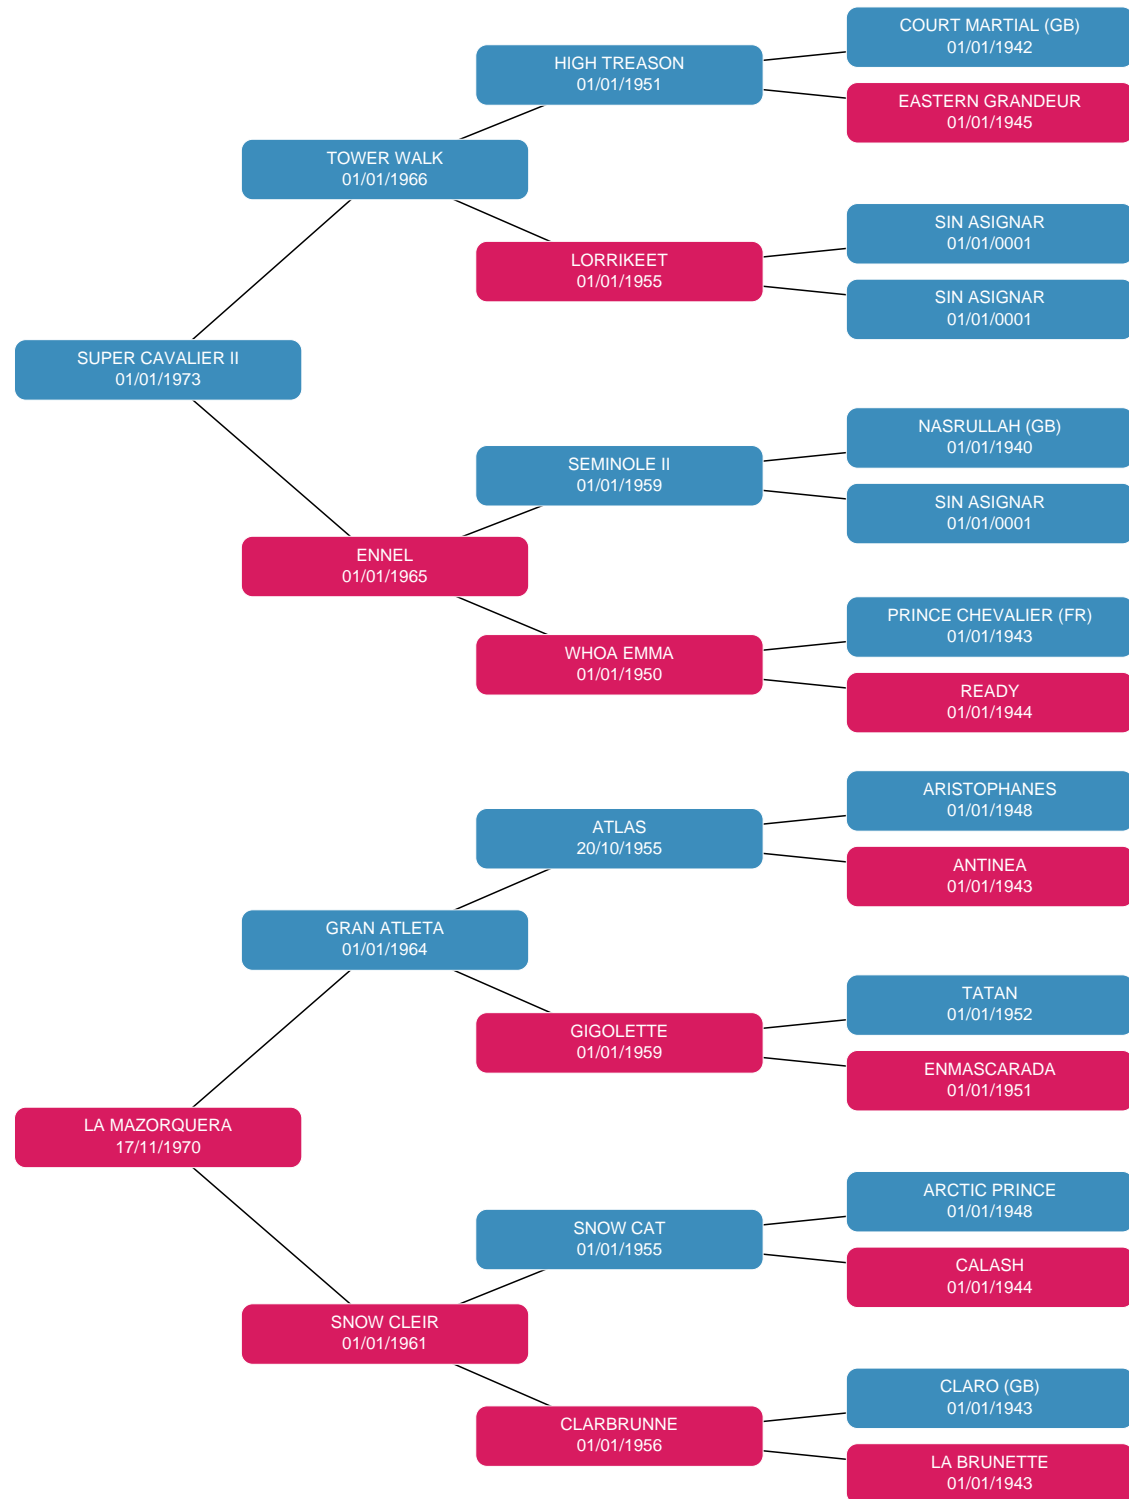 COURT MARTIAL (GB)
01/01/1942
HIGH TREASON
01/01/1951
EASTERN GRANDEUR
01/01/1945
TOWER WALK
01/01/1966
SIN ASIGNAR
01/01/0001
LORRIKEET
01/01/1955
SIN ASIGNAR
01/01/0001
SUPER CAVALIER II
01/01/1973
NASRULLAH (GB)
01/01/1940
SEMINOLE II
01/01/1959
SIN ASIGNAR
01/01/0001
ENNEL
01/01/1965
PRINCE CHEVALIER (FR)
01/01/1943
WHOA EMMA
01/01/1950
READY
01/01/1944
ARISTOPHANES
01/01/1948
ATLAS
20/10/1955
ANTINEA
01/01/1943
GRAN ATLETA
01/01/1964
TATAN
01/01/1952
GIGOLETTE
01/01/1959
ENMASCARADA
01/01/1951
LA MAZORQUERA
17/11/1970
ARCTIC PRINCE
01/01/1948
SNOW CAT
01/01/1955
CALASH
01/01/1944
SNOW CLEIR
01/01/1961
CLARO (GB)
01/01/1943
CLARBRUNNE
01/01/1956
LA BRUNETTE
01/01/1943